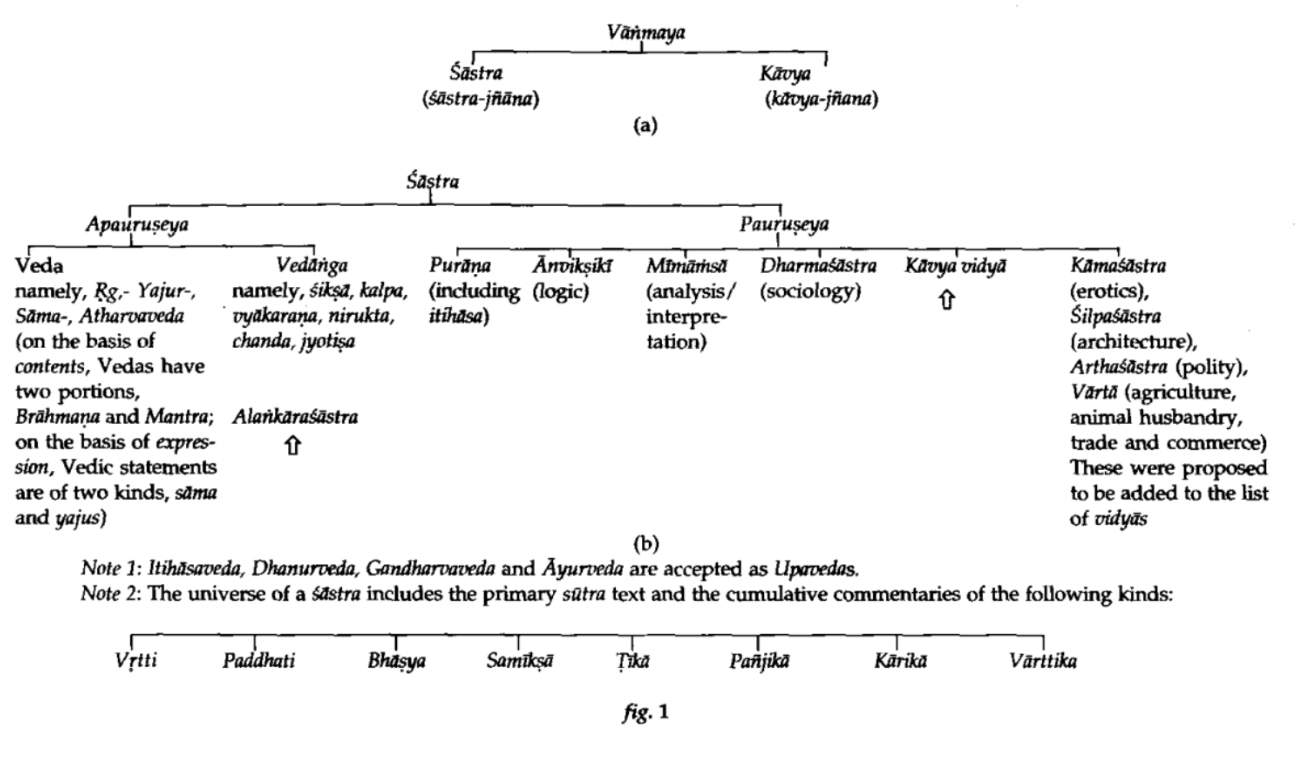 Vāṅmaya
Śāstra Kāvya
(śāstra-jñāna) (kāvya-jñana)
(a)
Śāstra
Apauruṣeya Pauruṣeya
Veda
namely, Ṛg,- Yajur-,
Sāma-, Atharvaveda
(on the basis of
contents, Vedas have
two portions,
Brāhmaṇa and Mantra;
on the basis of expres-
sion, Vedic statements
are of two kinds, sāma
and yajus)
Vedāṅga
namely, śikṣā, kalpa,
vyākaraṇa, nirukta,
chanda, jyotiṣa
Alaṅkāraśāstra
⇧
Purāṇa
(including
itihāsa)
Ānvikṣikī
(logic)
Mīmāṁsā
(analysis/
interpre-
tation)
Dharmaśāstra
(sociology)
Kāvya vidyā
⇧
Kāmaśāstra
(erotics),
Śilpaśāstra
(architecture),
Arthaśāstra (polity),
Vārtā (agriculture,
animal husbandry,
trade and commerce)
These were proposed
to be added to the list
of vidyās
(b)
Note 1: Itihāsaveda, Dhanurveda, Gandharvaveda and Āyurveda are accepted as Upavedas.
Note 2: The universe of a śāstra includes the primary sūtra text and the cumulative commentaries of the following kinds:
Vṛtti Paddhati Bhāṣya Samīkṣā Ṭīkā Pañjikā Kārikā Vārttika
fig. 1